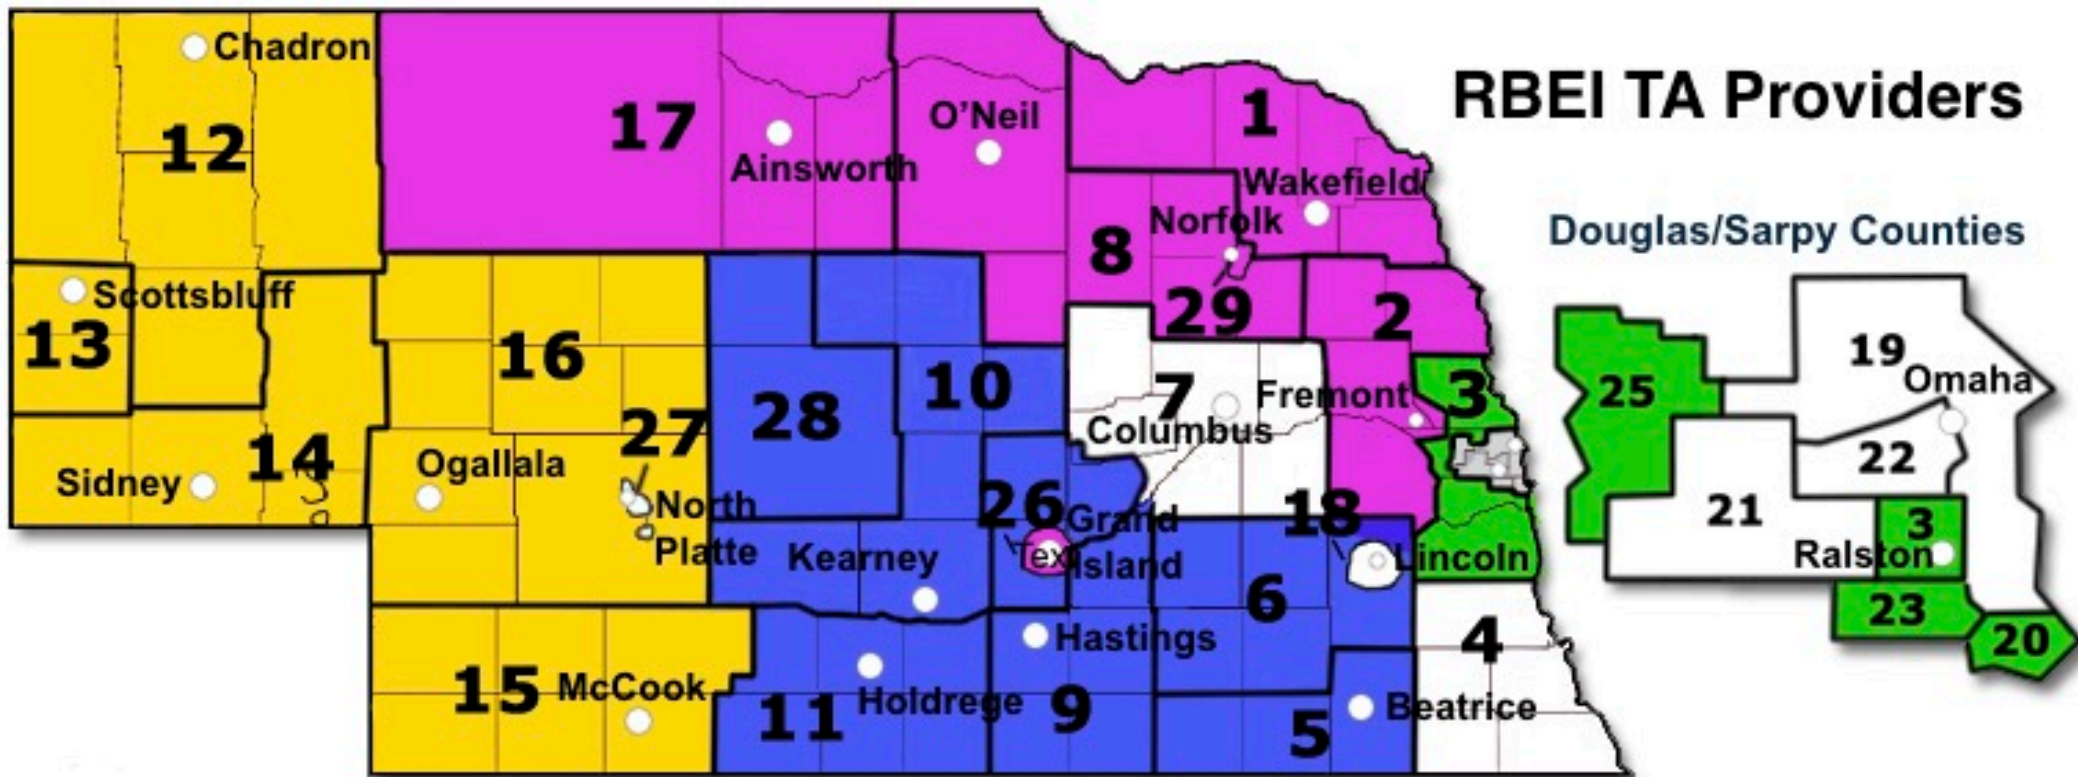 RBEI TA Providers
Douglas/Sarpy Counties
Chadron
12
17
Ainsworth
O'Neil
1
Wakefield
Norfolk
8
29
2
Scottsbluff
13
16
27
28
10
7
Columbus
Fremont
3
Sidney
14
Ogallala
North
Platte
Kearney
26
Grand
Island
Tex
18
Lincoln
6
Hastings
4
15
McCook
11
Holdrege
9
5
Beatrice
25
19
Omaha
22
21
3
Ralston
23
20